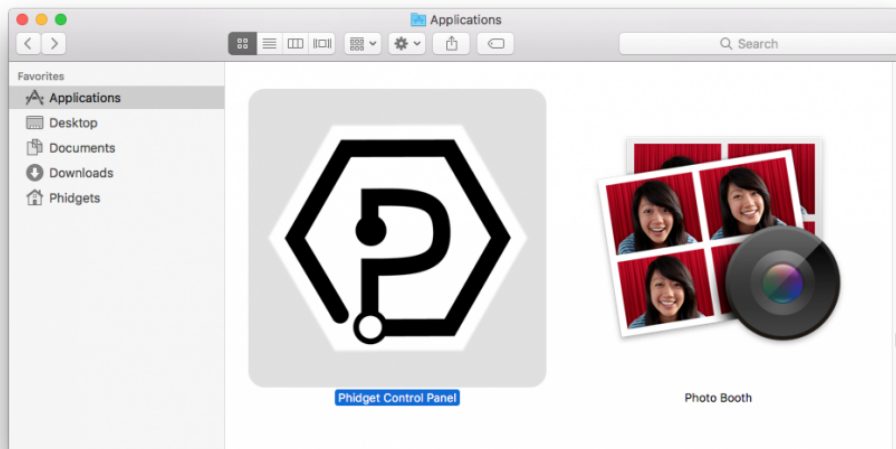 Applications
Search
Favorites
Applications
Desktop
Documents
Downloads
Phidgets
Phidget Control Panel
Photo Booth